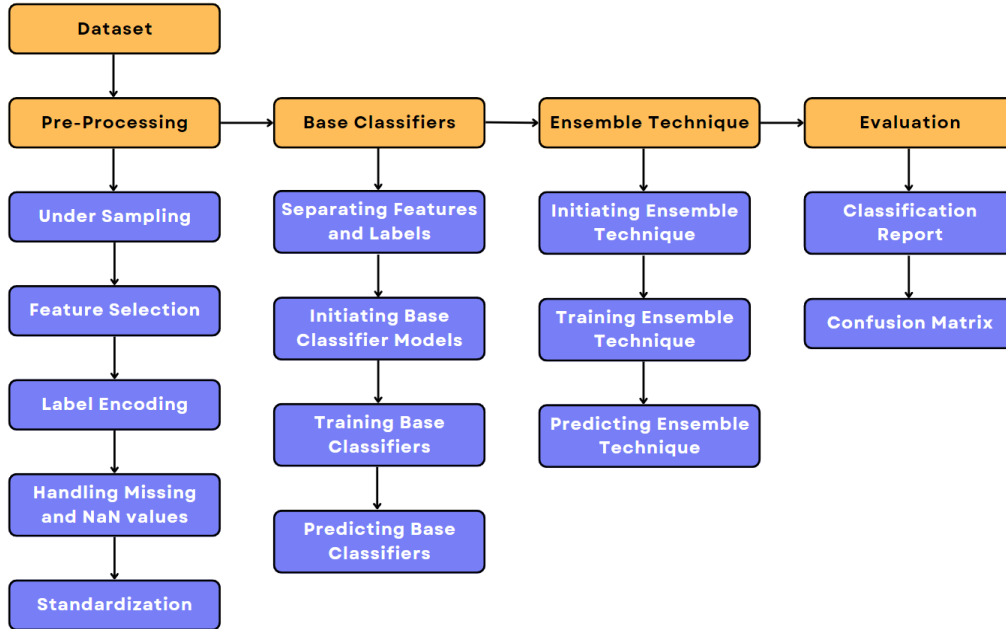 Dataset
Pre-Processing
Base Classifiers
Ensemble Technique
Evaluation
Under Sampling
Feature Selection
Label Encoding
Handling Missing
and NaN values
Standardization
Separating Features
and Labels
Initiating Base
Classifier Models
Training Base
Classifiers
Predicting Base
Classifiers
Initiating Ensemble
Technique
Training Ensemble
Technique
Predicting Ensemble
Technique
Classification
Report
Confusion Matrix